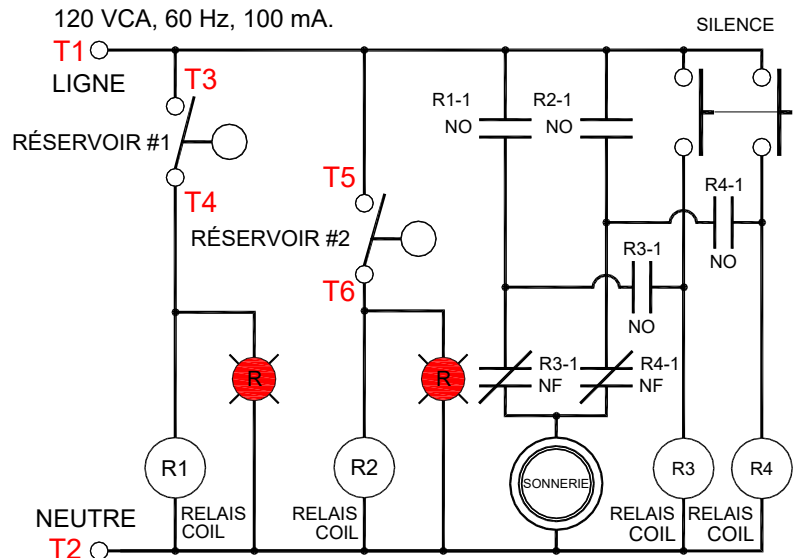 120 VCA, 60 Hz, 100 mA.
SILENCE
T1
LIGNE
T3
R1-1
NO
R2-1
NO
RÉSERVOIR #1
T4
T5
R4-1
NO
RÉSERVOIR #2
R3-1
NO
T6
R
R
R3-1
NF
R4-1
NF
R1
R2
SONNERIE
R3
R4
NEUTRE
T2
RELAIS
COIL
RELAIS
COIL
RELAIS
COIL
RELAIS
COIL